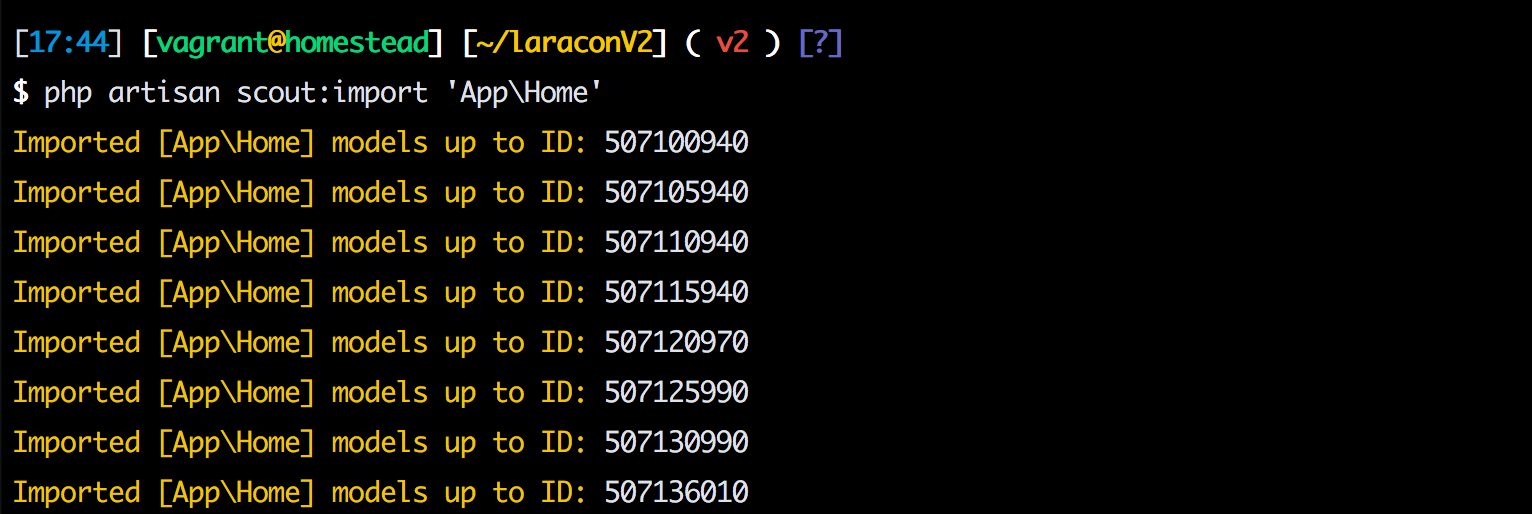 [17:44] [vagrant@homestead] [~/laraconV2] ( v2 ) [?]
$ php artisan scout:import 'App\Home'
Imported [App\Home] models up to ID: 507100940
Imported [App\Home] models up to ID: 507105940
Imported [App\Home] models up to ID: 507110940
Imported [App\Home] models up to ID: 507115940
Imported [App\Home] models up to ID: 507120970
Imported [App\Home] models up to ID: 507125990
Imported [App\Home] models up to ID: 507130990
Imported [App\Home] models up to ID: 507136010